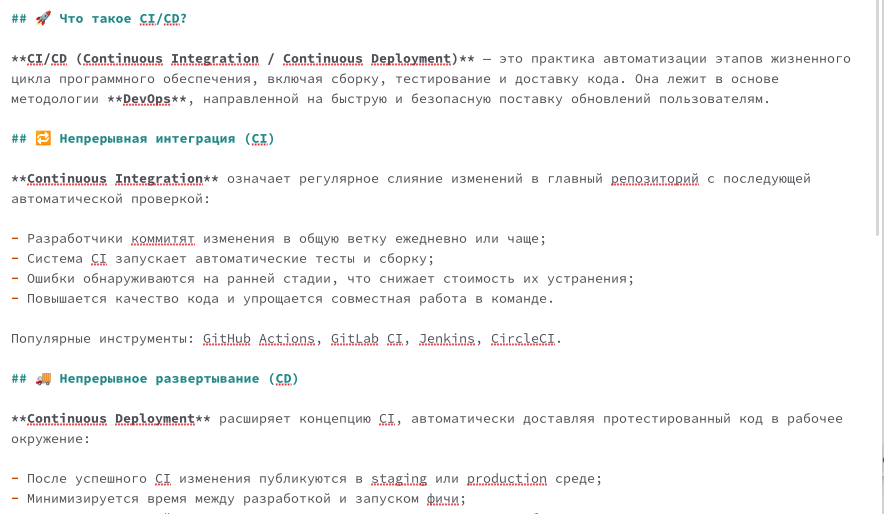 ## 🚀 Что такое CI/CD?
**CI/CD (Continuous Integration / Continuous Deployment)** — это практика автоматизации этапов жизненного
цикла программного обеспечения, включая сборку, тестирование и доставку кода. Она лежит в основе
методологии **DevOps**, направленной на быструю и безопасную поставку обновлений пользователям.
## 🔁 Непрерывная интеграция (CI)
**Continuous Integration** означает регулярное слияние изменений в главный репозиторий с последующей
автоматической проверкой:
- Разработчики коммитят изменения в общую ветку ежедневно или чаще;
- Система CI запускает автоматические тесты и сборку;
- Ошибки обнаруживаются на ранней стадии, что снижает стоимость их устранения;
- Повышается качество кода и упрощается совместная работа в команде.
Популярные инструменты: GitHub Actions, GitLab CI, Jenkins, CircleCI.
## 🚚 Непрерывное развертывание (CD)
**Continuous Deployment** расширяет концепцию CI, автоматически доставляя протестированный код в рабочее
окружение:
- После успешного CI изменения публикуются в staging или production среде;
- Минимизируется время между разработкой и запуском фичи;